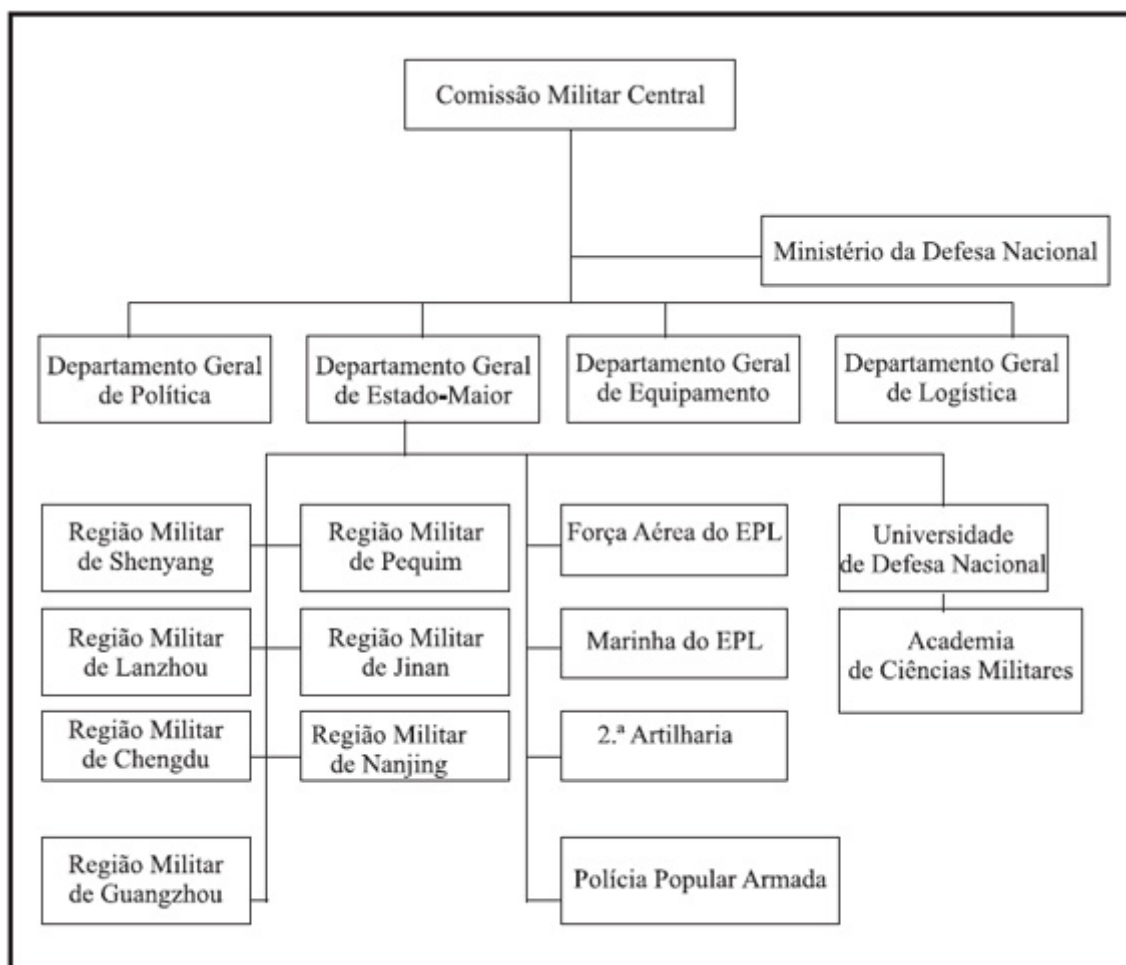 Comissão Militar Central
Ministério da Defesa Nacional
Departamento Geral
de Política
Departamento Geral
de Estado-Maior
Departamento Geral
de Equipamento
Departamento Geral
de Logística
Região Militar
de Shenyang
Região Militar
de Pequim
Força Aérea do EPL
Universidade
de Defesa Nacional
Região Militar
de Lanzhou
Região Militar
de Jinan
Marinha do EPL
Academia
de Ciências Militares
Região Militar
de Chengdu
Região Militar
de Nanjing
2.ª Artilharia
Região Militar
de Guangzhou
Polícia Popular Armada